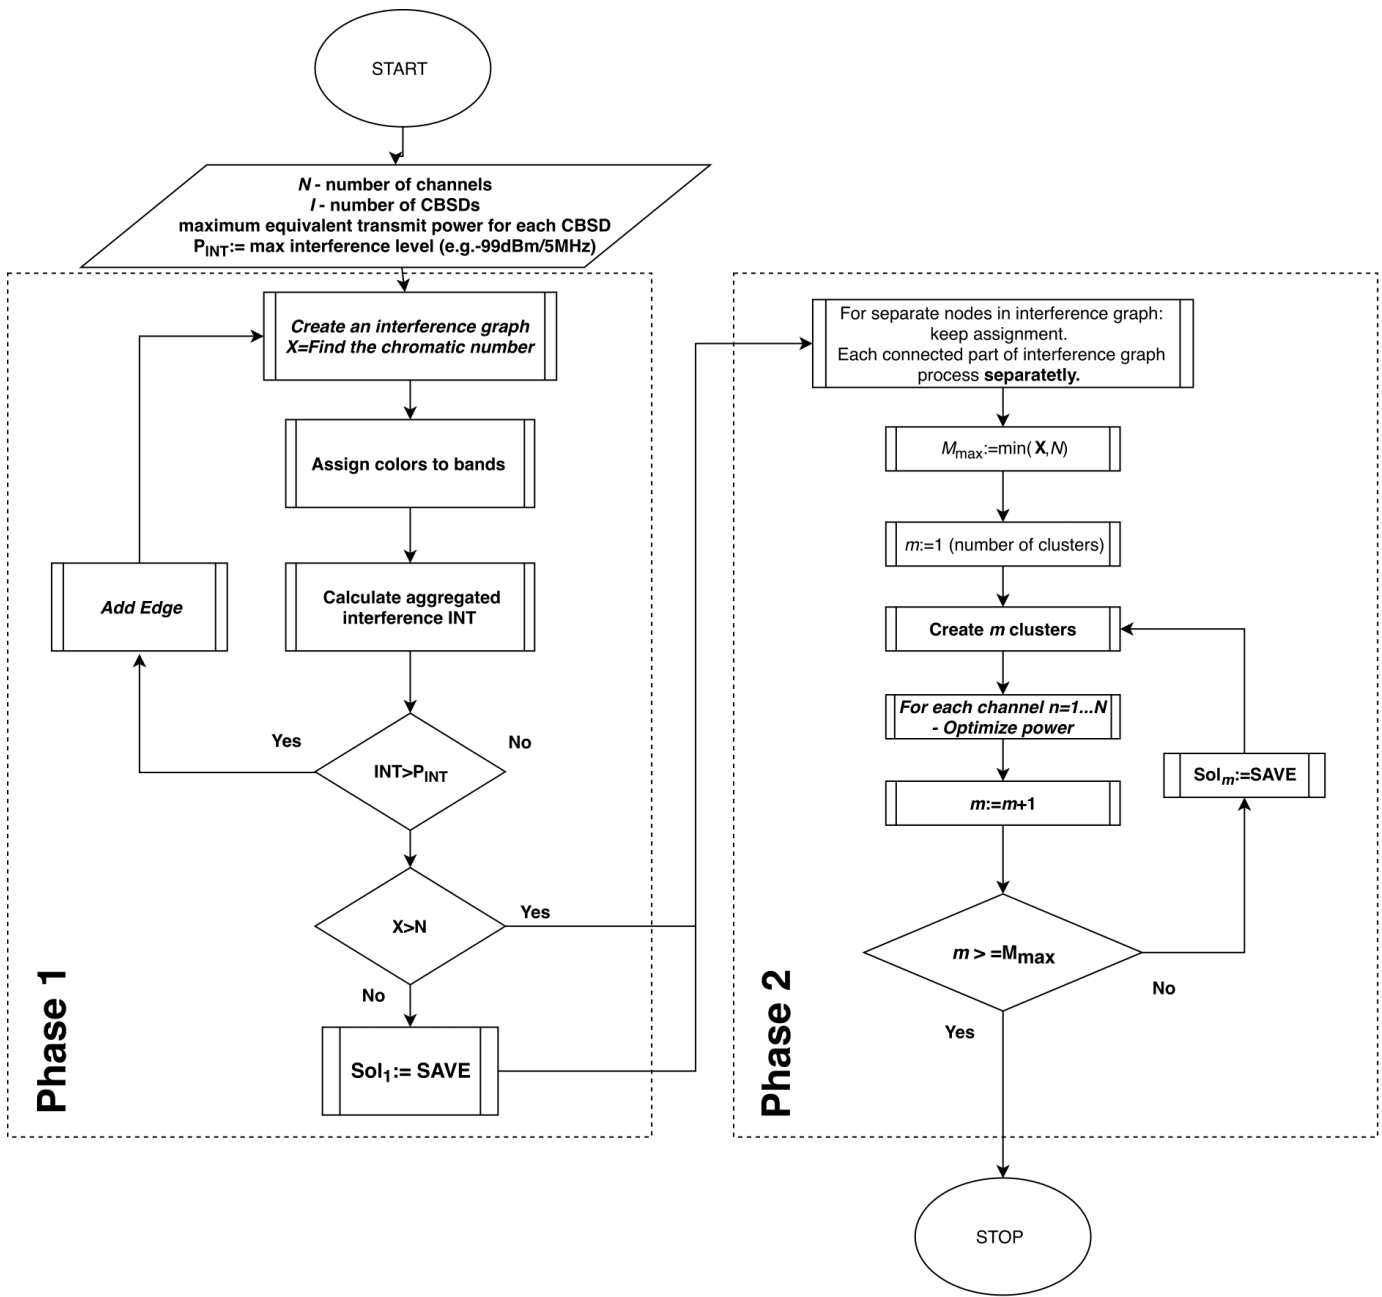 START
N - number of channels
I - number of CBSDs
maximum equivalent transmit power for each CBSD
PINT:= max interference level (e.g.-99dBm/5MHz)
Create an interference graph
X=Find the chromatic number
Assign colors to bands
Add Edge
Calculate aggregated
interference INT
Yes
No
INT>PINT
X>N
Yes
No
Sol1:= SAVE
Phase 1
For separate nodes in interference graph:
keep assignment.
Each connected part of interference graph
process separatetly.
Mmax:=min( X,N)
m:=1 (number of clusters)
Create m clusters
For each channel n=1...N
- Optimize power
Solm:=SAVE
m:=m+1
m > =Mmax
No
Yes
Phase 2
STOP